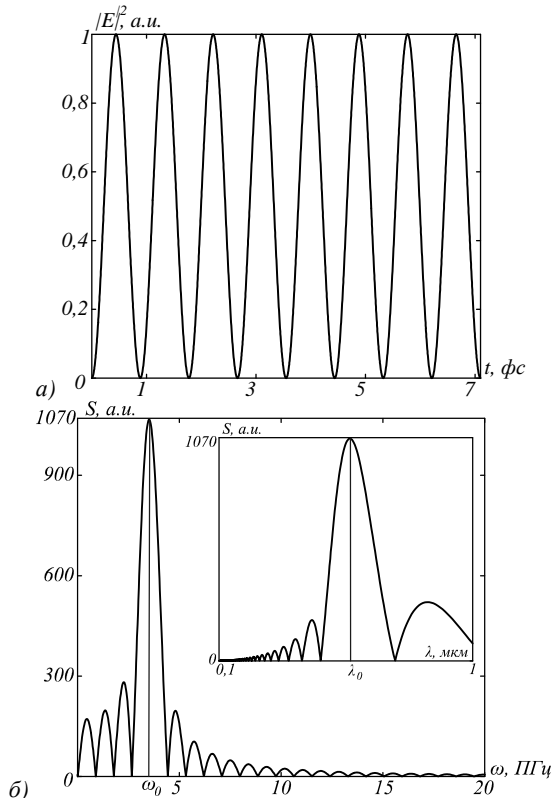 |E|², а.и.
1
0,8
0,6
0,4
0,2
0
1 3 5 7
t, фс
а)
S, а.и.
1070
900
600
300
0
ω₀ 5 10 15 20
ω, ПГц
S, а.и.
1070
0
0,1 λ₀ 1
λ, мкм
б)